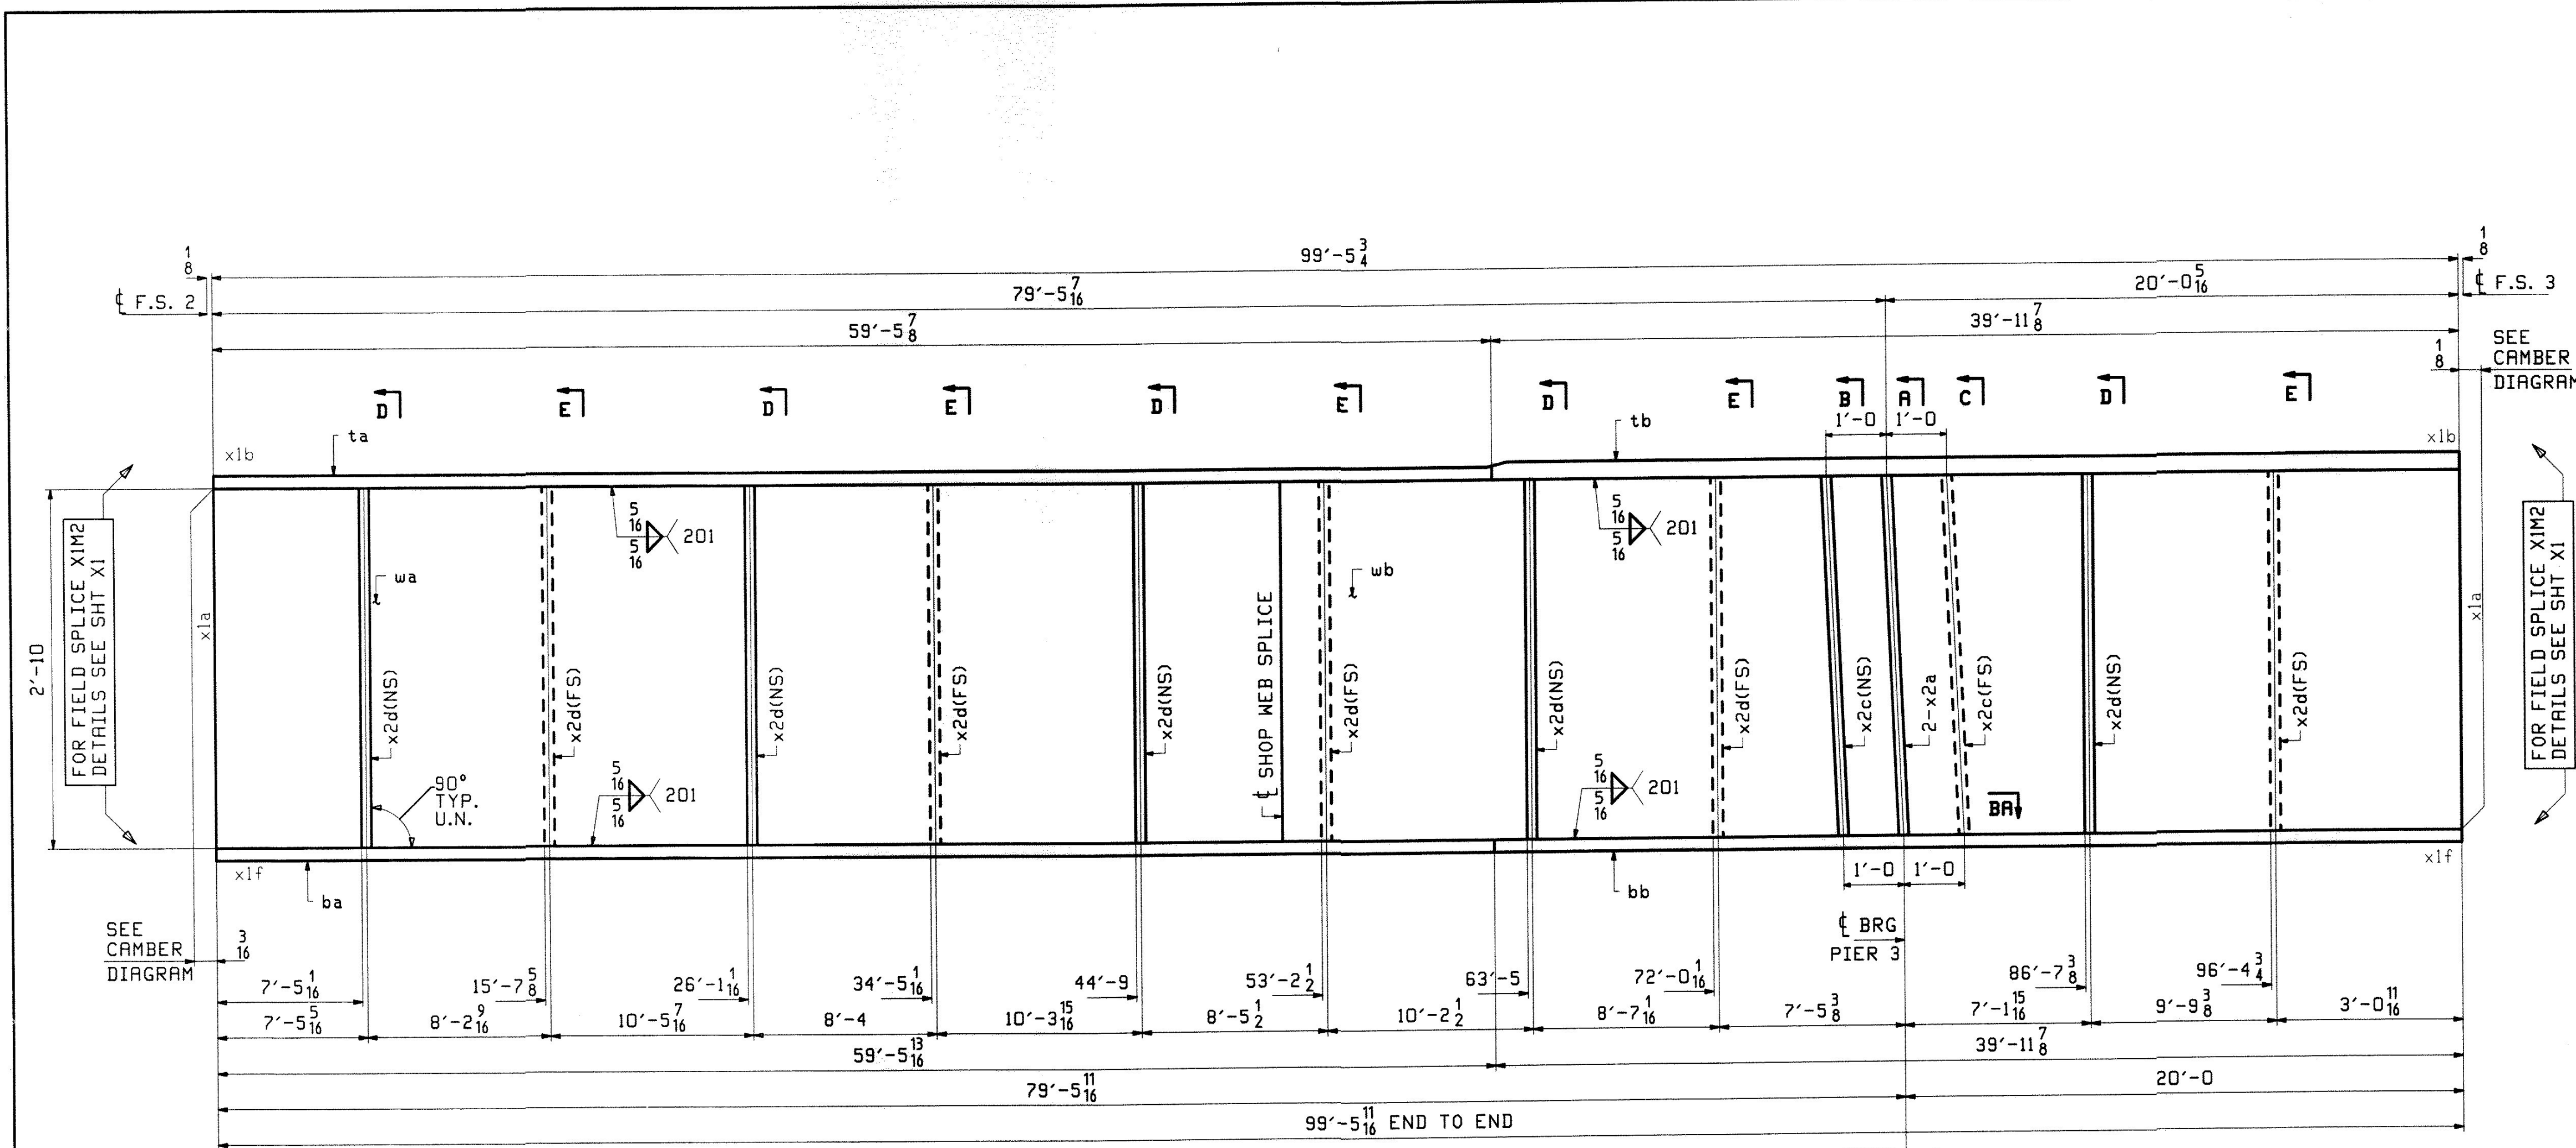 99′-5 3/4
1/8
1/8
℄ F.S. 2
79′-5 7/16
20′-0 5/16
℄ F.S. 3
59′-5 7/8
39′-11 7/8
1/8
SEE
CAMBER
DIAGRAM
D
E
D
E
D
E
D
E
B
A
C
D
E
1′-0
1′-0
ta
tb
x1b
x1b
5/16
5/16
201
5/16
5/16
201
wa
wb
2′-10
FOR FIELD SPLICE X1M2
DETAILS SEE SHT X1
x1a
x2d(NS)
x2d(FS)
x2d(NS)
x2d(FS)
x2d(NS)
℄ SHOP WEB SPLICE
x2d(FS)
x2d(NS)
x2d(FS)
x2c(NS)
2-x2a
x2c(FS)
x2d(NS)
x2d(FS)
x1a
FOR FIELD SPLICE X1M2
DETAILS SEE SHT X1
90°
TYP.
U.N.
5/16
5/16
201
5/16
5/16
201
BA
x1f
x1f
ba
bb
1′-0
1′-0
SEE
CAMBER
DIAGRAM
3/16
℄ BRG
PIER 3
7′-5 1/16
15′-7 5/8
26′-1 1/16
34′-5 1/16
44′-9
53′-2 1/2
63′-5
72′-0 1/16
86′-7 3/8
96′-4 3/4
7′-5 5/16
8′-2 9/16
10′-5 7/16
8′-4
10′-3 15/16
8′-5 1/2
10′-2 1/2
8′-7 1/16
7′-5 3/8
7′-1 15/16
9′-9 3/8
3′-0 11/16
59′-5 13/16
39′-11 7/8
79′-5 11/16
20′-0
99′-5 11/16 END TO END